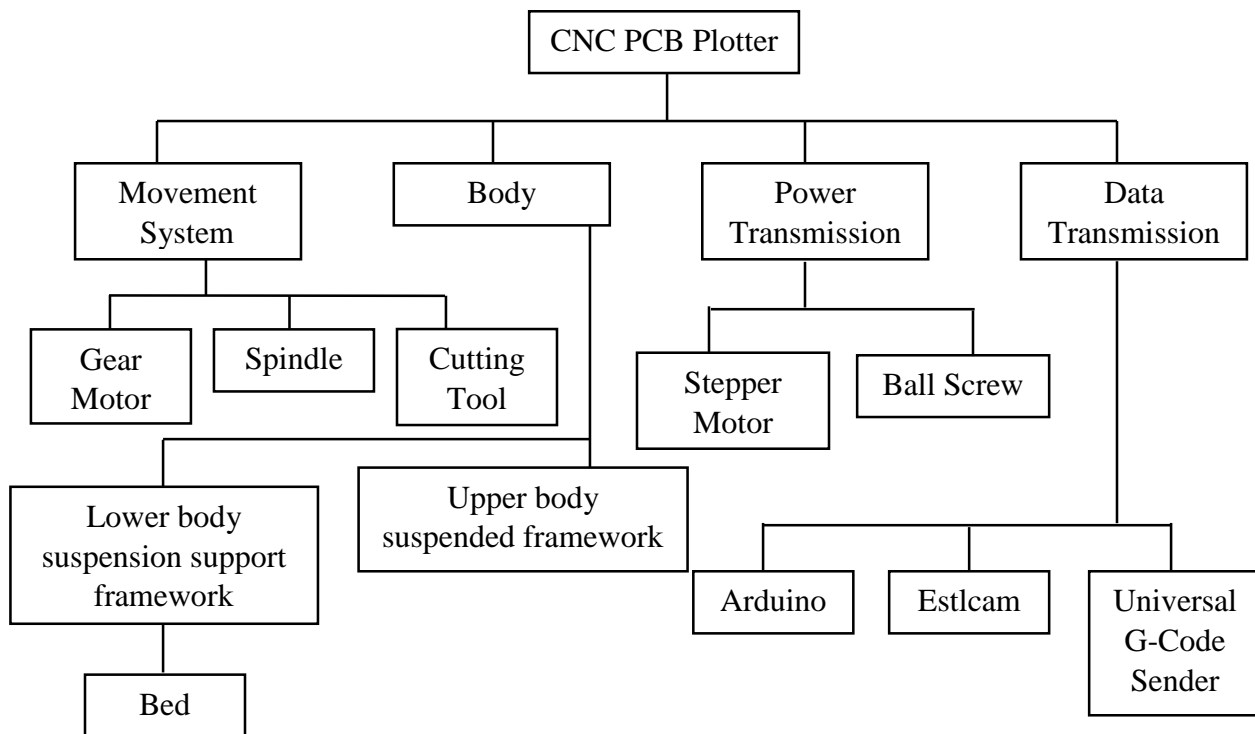 CNC PCB Plotter
Movement
System
Body
Power
Transmission
Data
Transmission
Gear
Motor
Spindle
Cutting
Tool
Stepper
Motor
Ball Screw
Lower body
suspension support
framework
Upper body
suspended framework
Arduino
Estlcam
Universal
G-Code
Sender
Bed